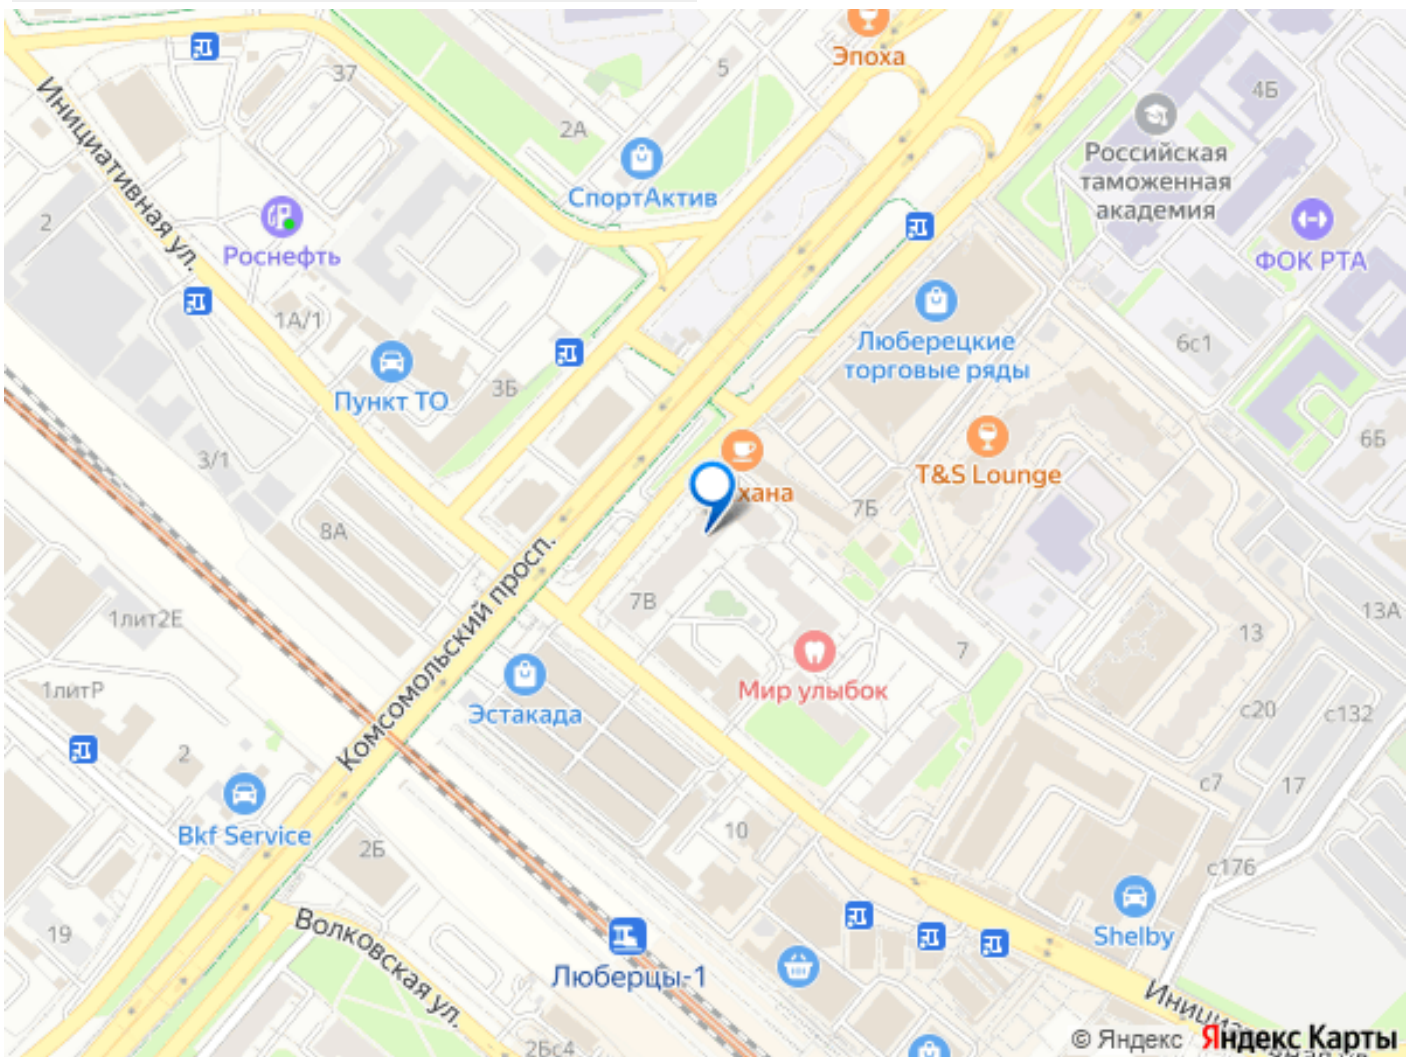 Эпоха
5
37
4Б
2А
Российская
таможенная
академия
Инициативная ул.
СпортАктив
2
Роснефть
ФОК РТА
1А/1
Люберецкие
торговые ряды
6с1
Пункт ТО
3Б
6Б
3/1
T&S Lounge
хана
7Б
8А
Комсомольский просп.
7В
1лит2Е
13А
13
7
Мир улыбок
1литР
Эстакада
с20
с132
2
с7
17
Bkf Service
10
2Б
с176
19
Волковская ул.
Shelby
Люберцы-1
2Бс4
© Яндекс Яндекс Карты